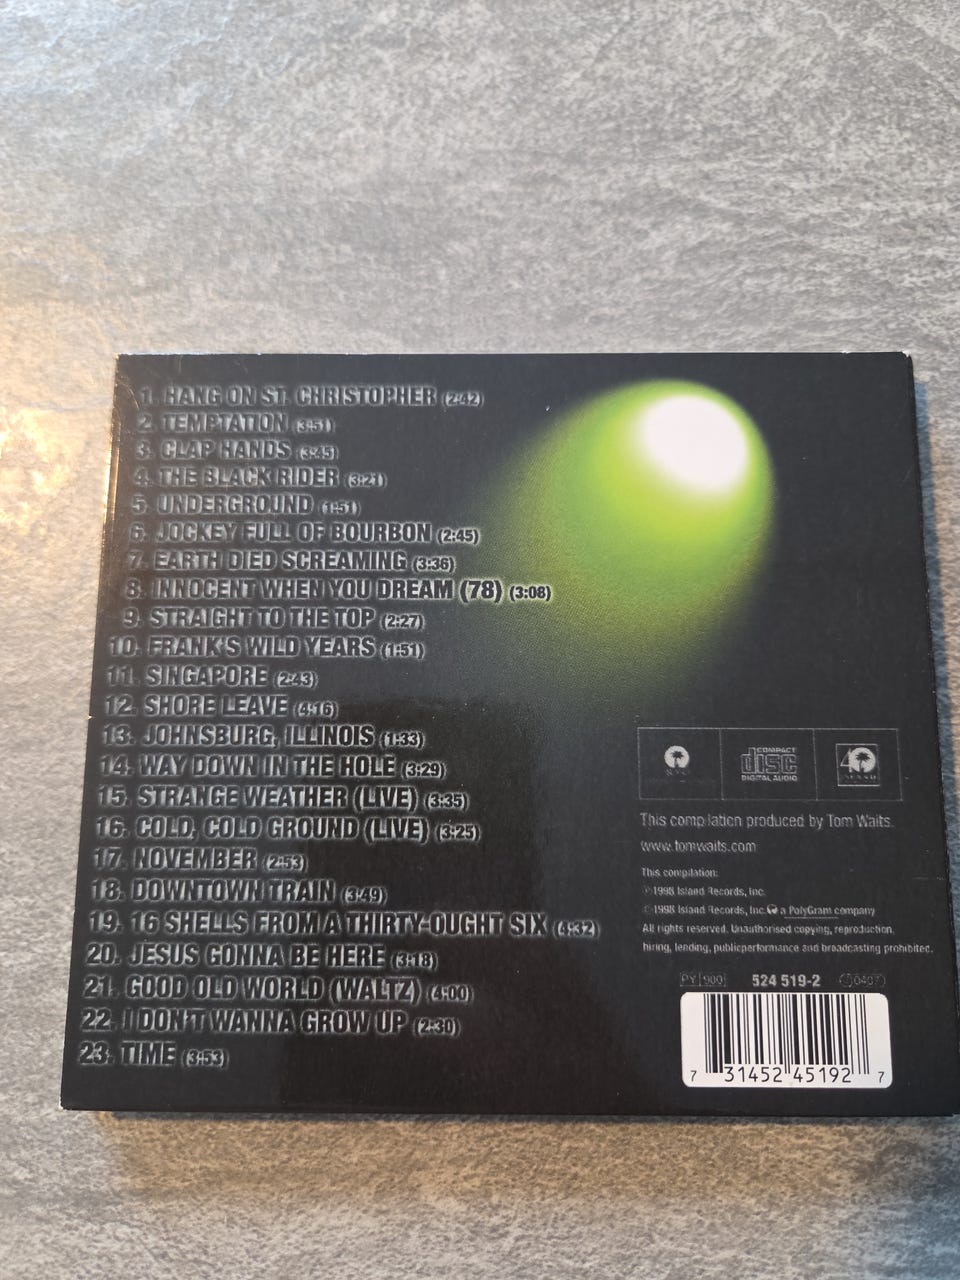 1. HANG ON ST. CHRISTOPHER (2:42)
2. TEMPTATION (3:51)
3. CLAP HANDS (3:45)
4. THE BLACK RIDER (3:21)
5. UNDERGROUND (1:51)
6. JOCKEY FULL OF BOURBON (2:45)
7. EARTH DIED SCREAMING (3:36)
8. INNOCENT WHEN YOU DREAM (78) (3:08)
9. STRAIGHT TO THE TOP (2:27)
10. FRANK'S WILD YEARS (1:51)
11. SINGAPORE (2:43)
12. SHORE LEAVE (4:16)
13. JOHNSBURG, ILLINOIS (1:33)
14. WAY DOWN IN THE HOLE (3:29)
15. STRANGE WEATHER (LIVE) (3:35)
16. COLD, COLD GROUND (LIVE) (3:25)
17. NOVEMBER (2:53)
18. DOWNTOWN TRAIN (3:49)
19. 16 SHELLS FROM A THIRTY-OUGHT SIX (4:32)
20. JESUS GONNA BE HERE (3:18)
21. GOOD OLD WORLD (WALTZ) (4:00)
22. I DON'T WANNA GROW UP (2:30)
23. TIME (3:53)
COMPACT
disc
DIGITAL AUDIO
40
This compilation produced by Tom Waits.
www.tomwaits.com
This compilation:
℗1998 Island Records, Inc.
©1998 Island Records, Inc. a PolyGram company
All rights reserved. Unauthorised copying, reproduction,
hiring, lending, publicperformance and broadcasting prohibited.
PY 900 524 519-2 0407
7 31452 45192 7